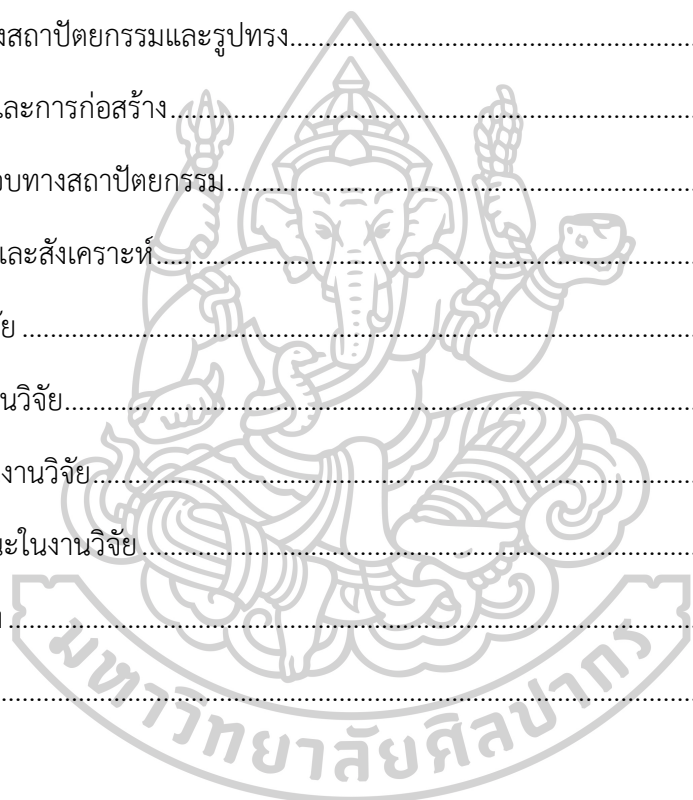 งสถาปัตยกรรมและรูปทรง
และการก่อสร้าง
อบทางสถาปัตยกรรม
และสังเคราะห์
ัย
นวิจัย
งานวิจัย
นะในงานวิจัย
มหาวิทยาลัยศิลปากร